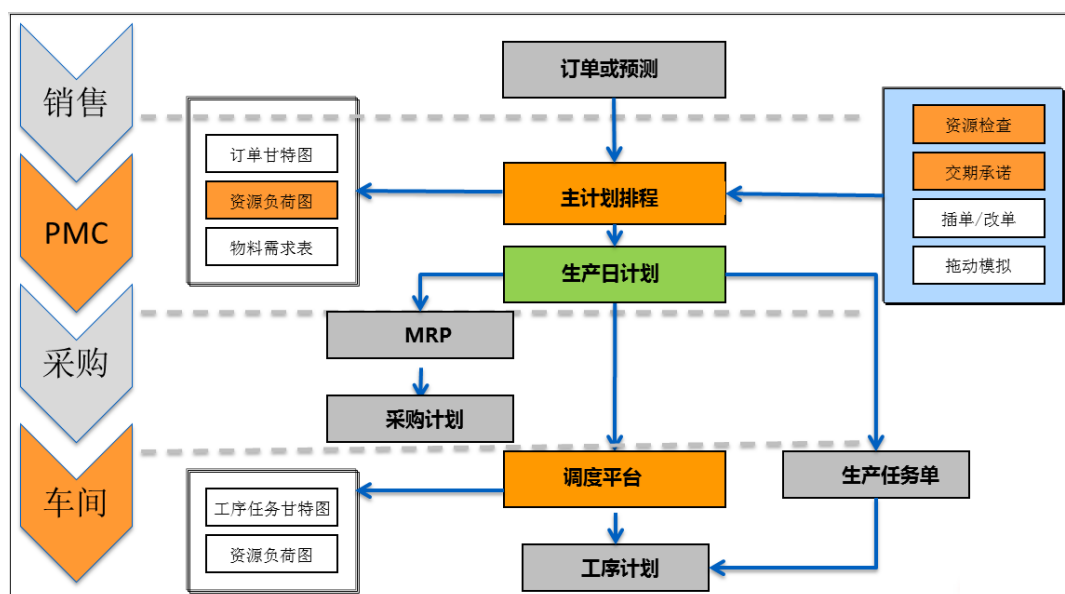 销售
PMC
采购
车间
订单或预测
订单甘特图
资源负荷图
物料需求表
主计划排程
资源检查
交期承诺
插单/改单
拖动模拟
生产日计划
MRP
采购计划
调度平台
生产任务单
工序任务甘特图
资源负荷图
工序计划